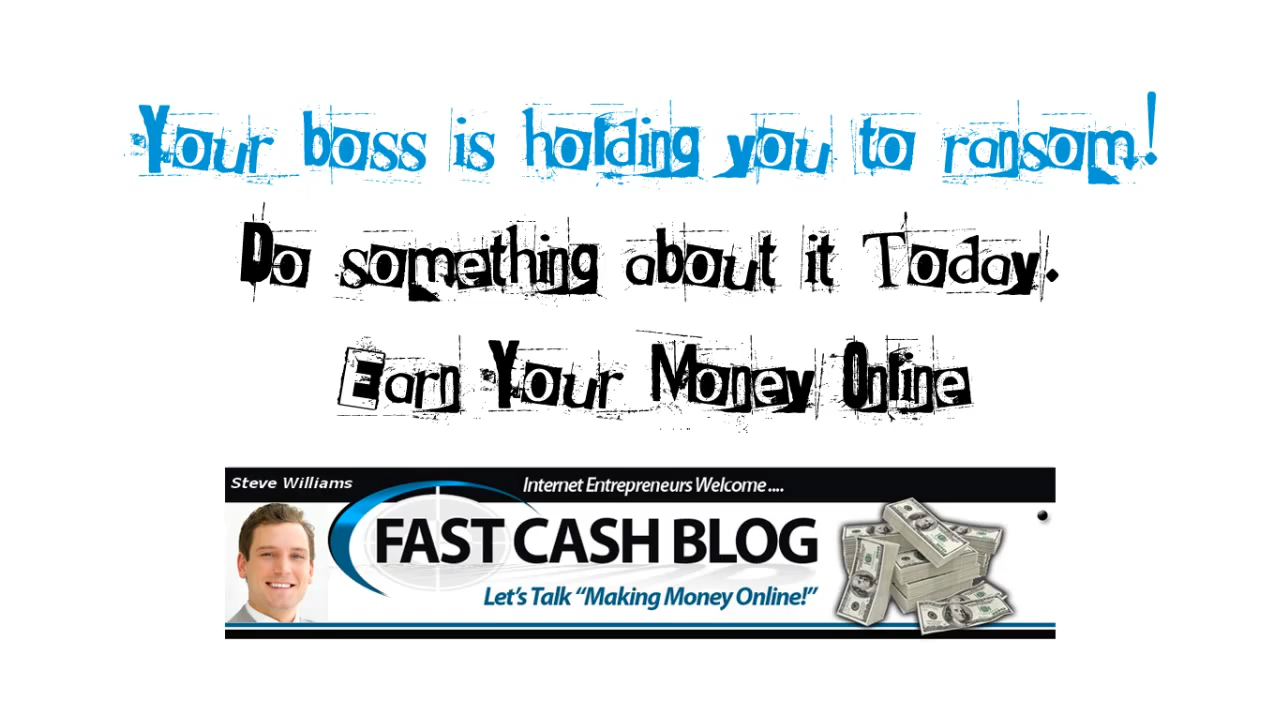 Your boss is holding you to ransom!
Do something about it Today.
Earn Your Money Online
Steve Williams
Internet Entrepreneurs Welcome ....
FAST CASH BLOG
Let's Talk “Making Money Online!”